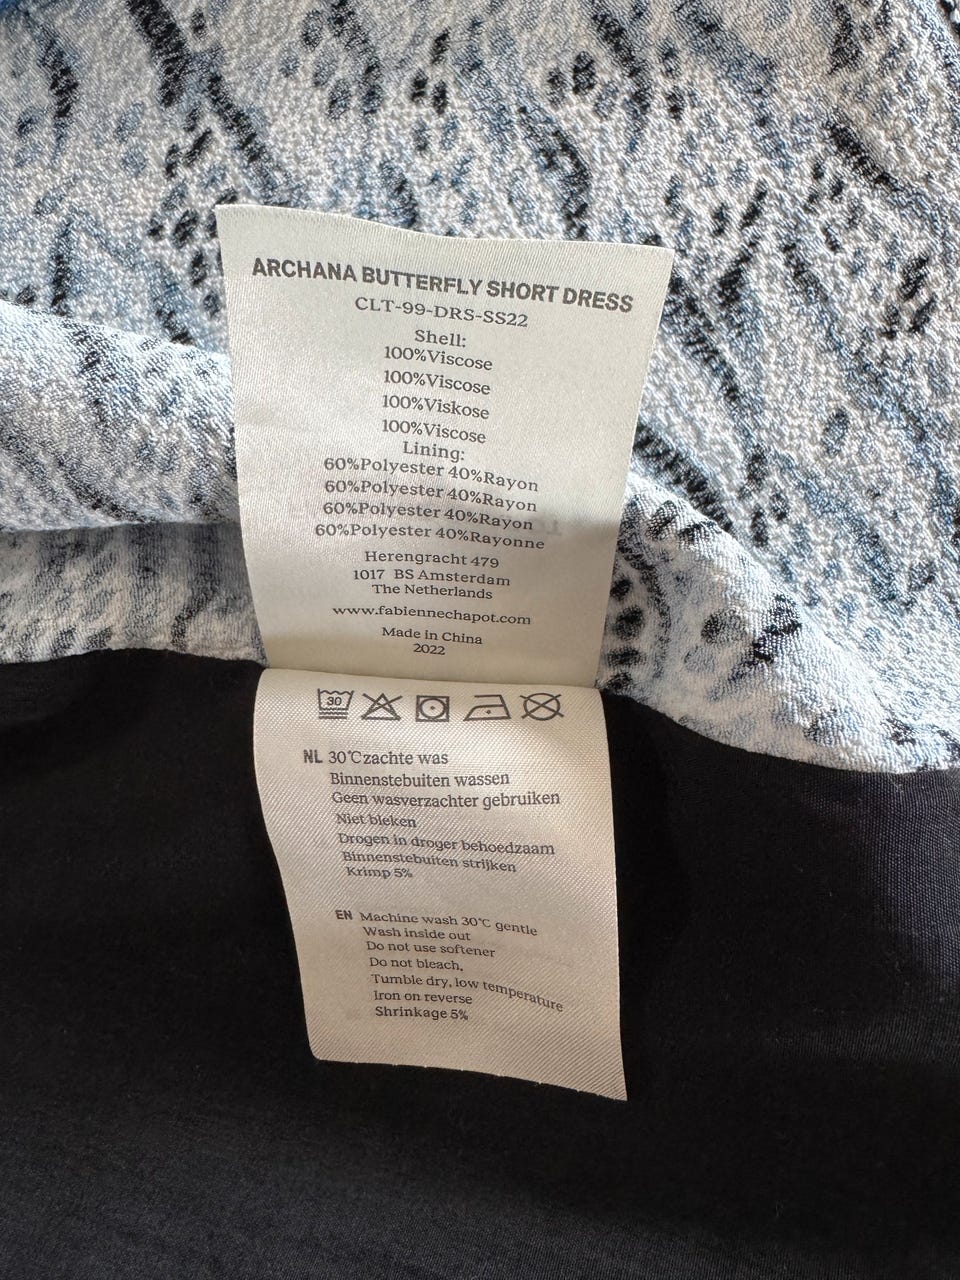 ARCHANA BUTTERFLY SHORT DRESS
CLT-99-DRS-SS22
Shell:
100%Viscose
100%Viscose
100%Viskose
100%Viscose
Lining:
60%Polyester 40%Rayon
60%Polyester 40%Rayon
60%Polyester 40%Rayon
60%Polyester 40%Rayonne
Herengracht 479
1017 BS Amsterdam
The Netherlands
www.fabiennechapot.com
Made in China
2022
30
NL 30℃zachte was
Binnenstebuiten wassen
Geen wasverzachter gebruiken
Niet bleken
Drogen in droger behoedzaam
Binnenstebuiten strijken
Krimp 5%
EN Machine wash 30℃ gentle
Wash inside out
Do not use softener
Do not bleach,
Tumble dry, low temperature
Iron on reverse
Shrinkage 5%